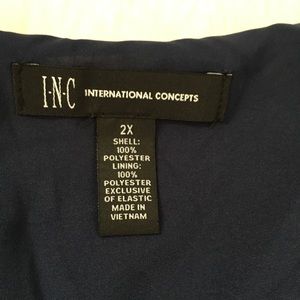 I·N·C INTERNATIONAL CONCEPTS
2X
SHELL:
100%
POLYESTER
LINING:
100%
POLYESTER
EXCLUSIVE
OF ELASTIC
MADE IN
VIETNAM